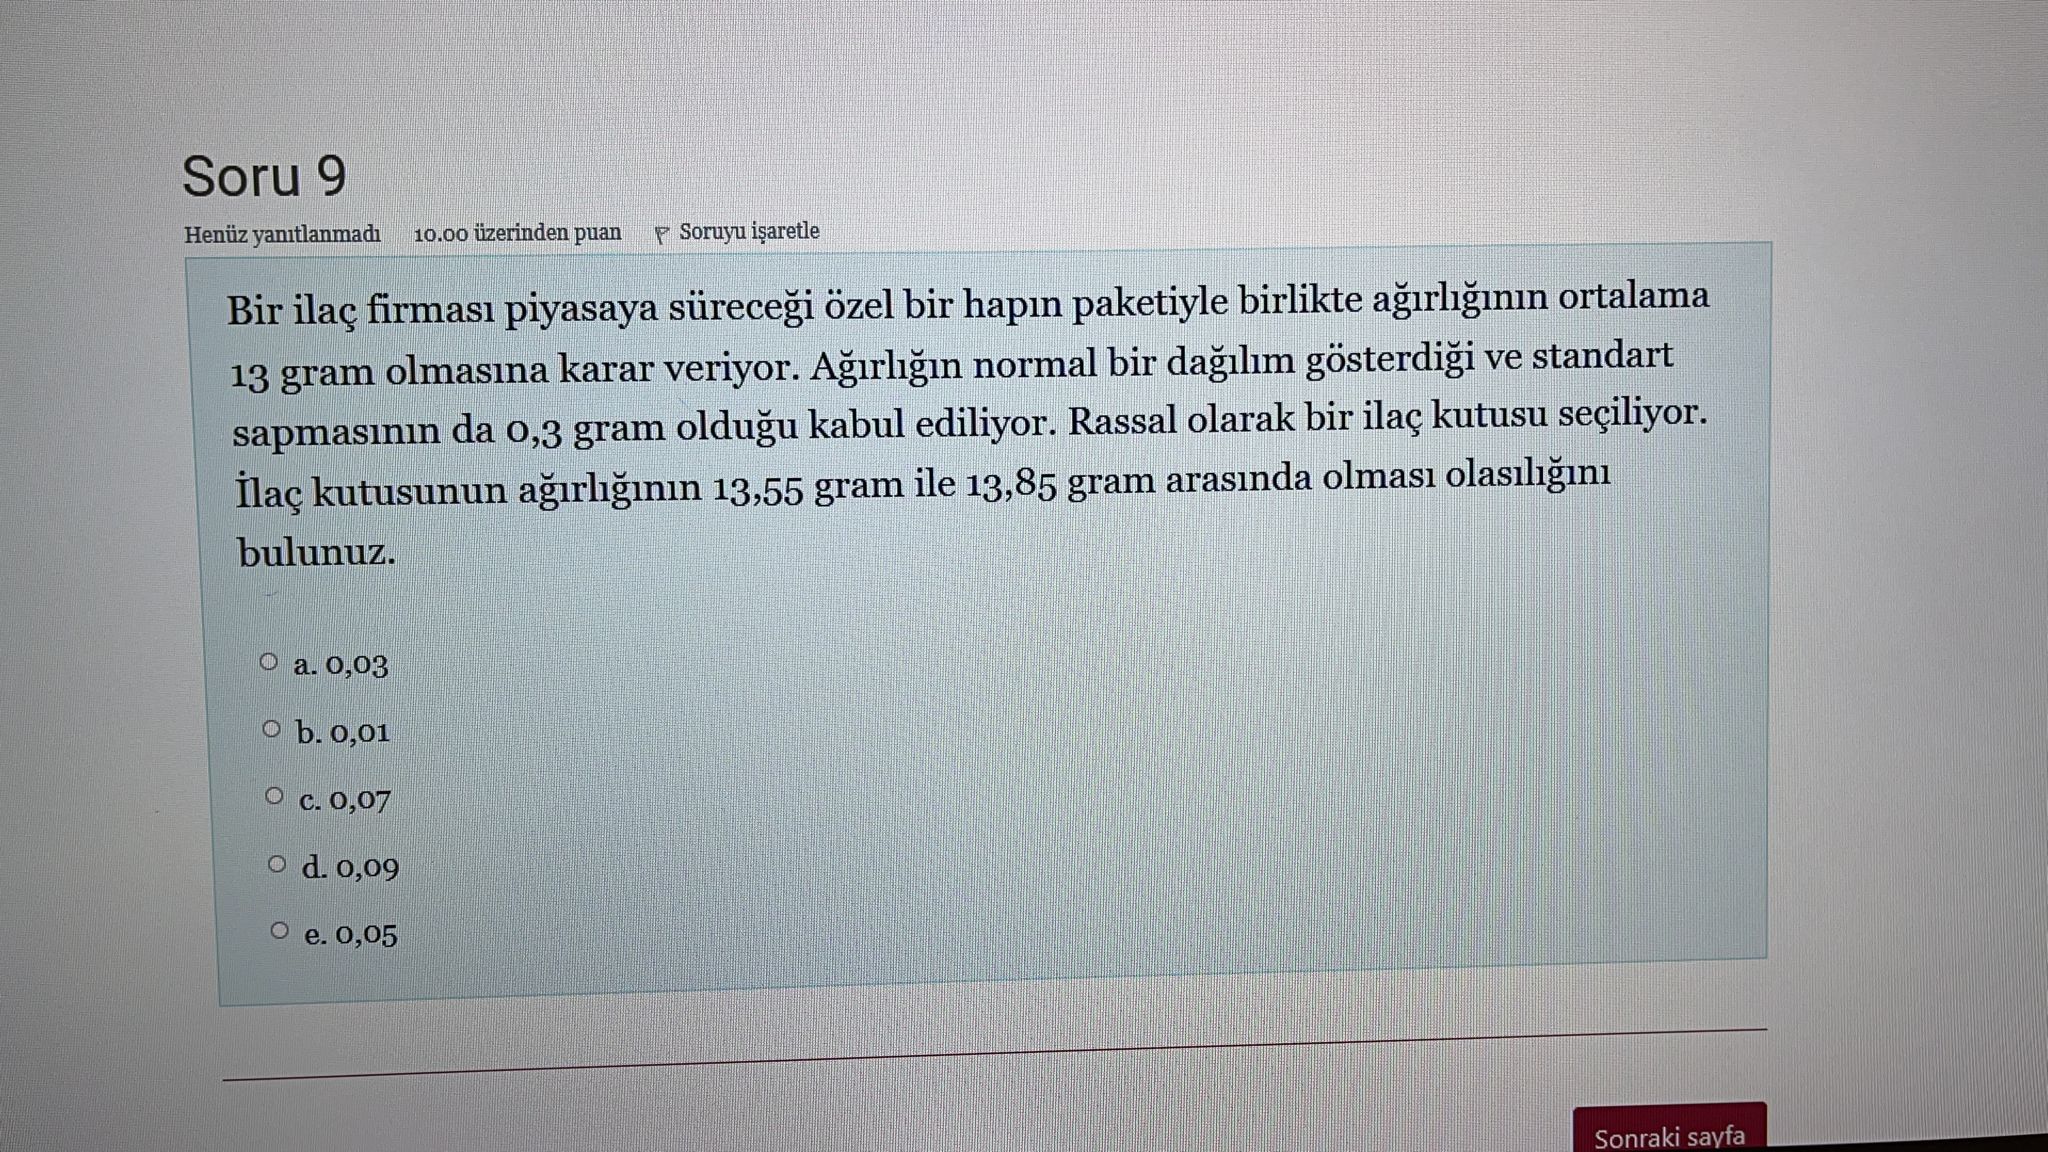 Soru 9
Henüz yanıtlanmadı 10.00 üzerinden puan Soruyu işaretle
Bir ilaç firması piyasaya süreceği özel bir hapın paketiyle birlikte ağırlığının ortalama
13 gram olmasına karar veriyor. Ağırlığın normal bir dağılım gösterdiği ve standart
sapmasının da 0,3 gram olduğu kabul ediliyor. Rassal olarak bir ilaç kutusu seçiliyor.
İlaç kutusunun ağırlığının 13,55 gram ile 13,85 gram arasında olması olasılığını
bulunuz.
a. 0,03
b. 0,01
c. 0,07
d. 0,09
e. 0,05
Sonraki sayfa